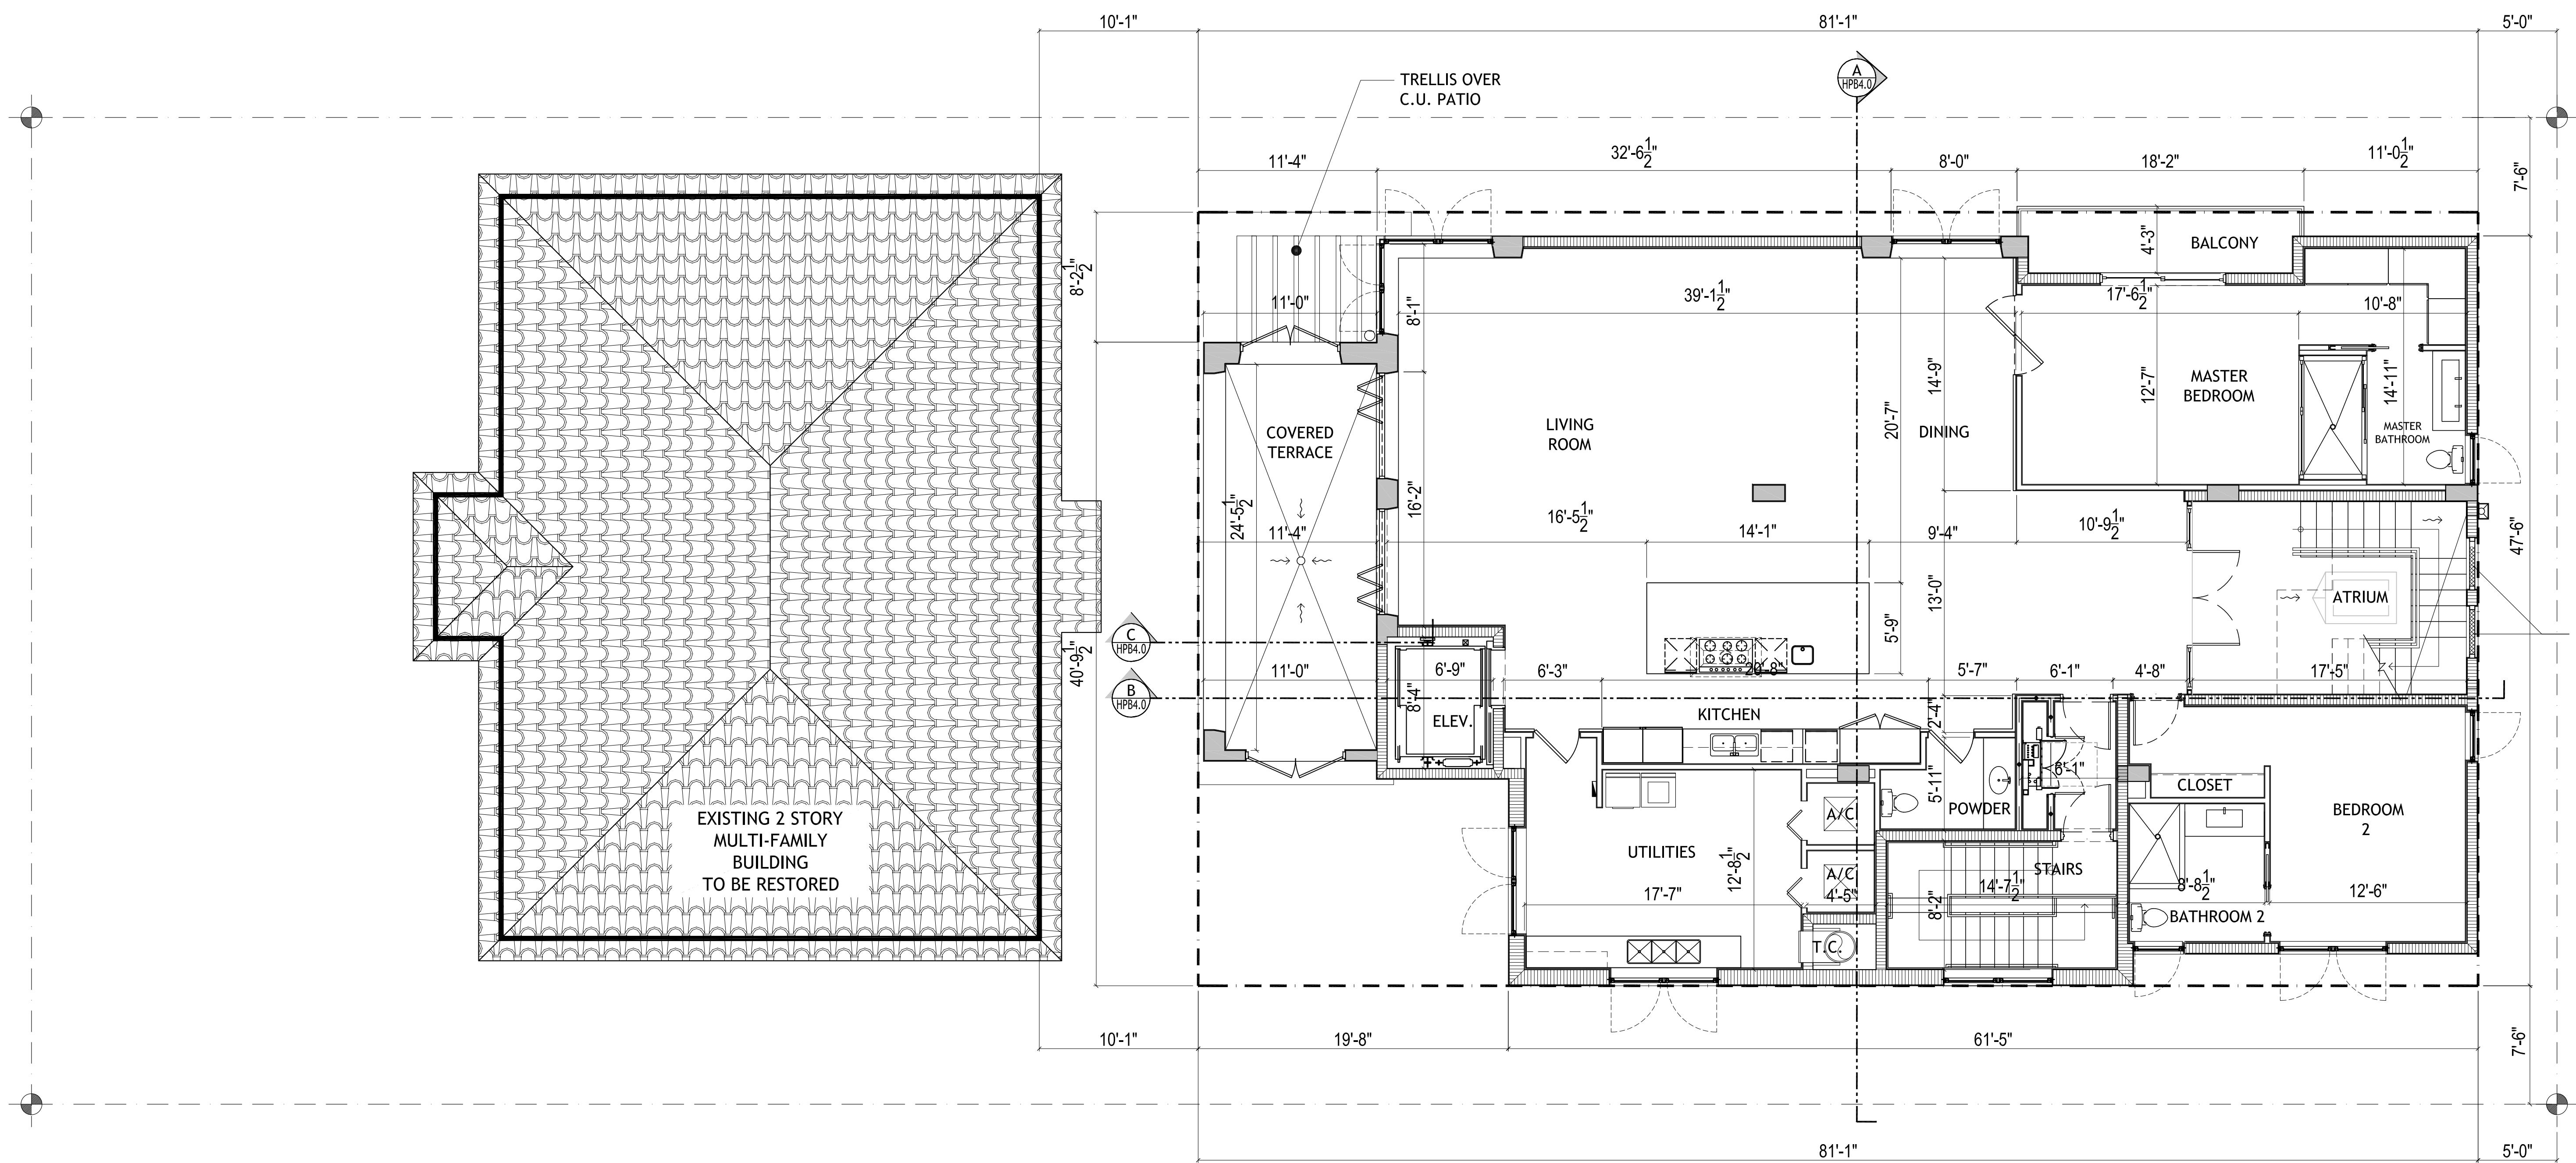 10'-1"
81'-1"
5'-0"
TRELLIS OVER
C.U. PATIO
A
HPB4.0
11'-4"
32'-6 1/2"
8'-0"
18'-2"
11'-0 1/2"
7'-6"
8'-2 1/2"
BALCONY
4'-3"
11'-0"
8'-1"
39'-1 1/2"
17'-6 1/2"
10'-8"
COVERED
TERRACE
LIVING
ROOM
20'-7"
14'-9"
DINING
12'-7"
MASTER
BEDROOM
14'-11"
MASTER
BATHROOM
24'-5 1/2"
11'-4"
16'-2"
16'-5 1/2"
14'-1"
9'-4"
10'-9 1/2"
47'-6"
13'-0"
5'-9"
ATRIUM
C
HPB4.0
B
HPB4.0
40'-9 1/2"
11'-0"
8'-4"
6'-9"
6'-3"
20'-8"
5'-7"
6'-1"
4'-8"
17'-5"
ELEV.
KITCHEN
2'-4"
6'-1"
5'-11"
POWDER
CLOSET
BEDROOM
2
EXISTING 2 STORY
MULTI-FAMILY
BUILDING
TO BE RESTORED
A/C
UTILITIES
12'-8 1/2"
A/C
17'-7"
4'-5"
STAIRS
14'-7 1/2"
8'-2"
8'-8 1/2"
12'-6"
BATHROOM 2
T.C.
10'-1"
19'-8"
61'-5"
7'-6"
81'-1"
5'-0"